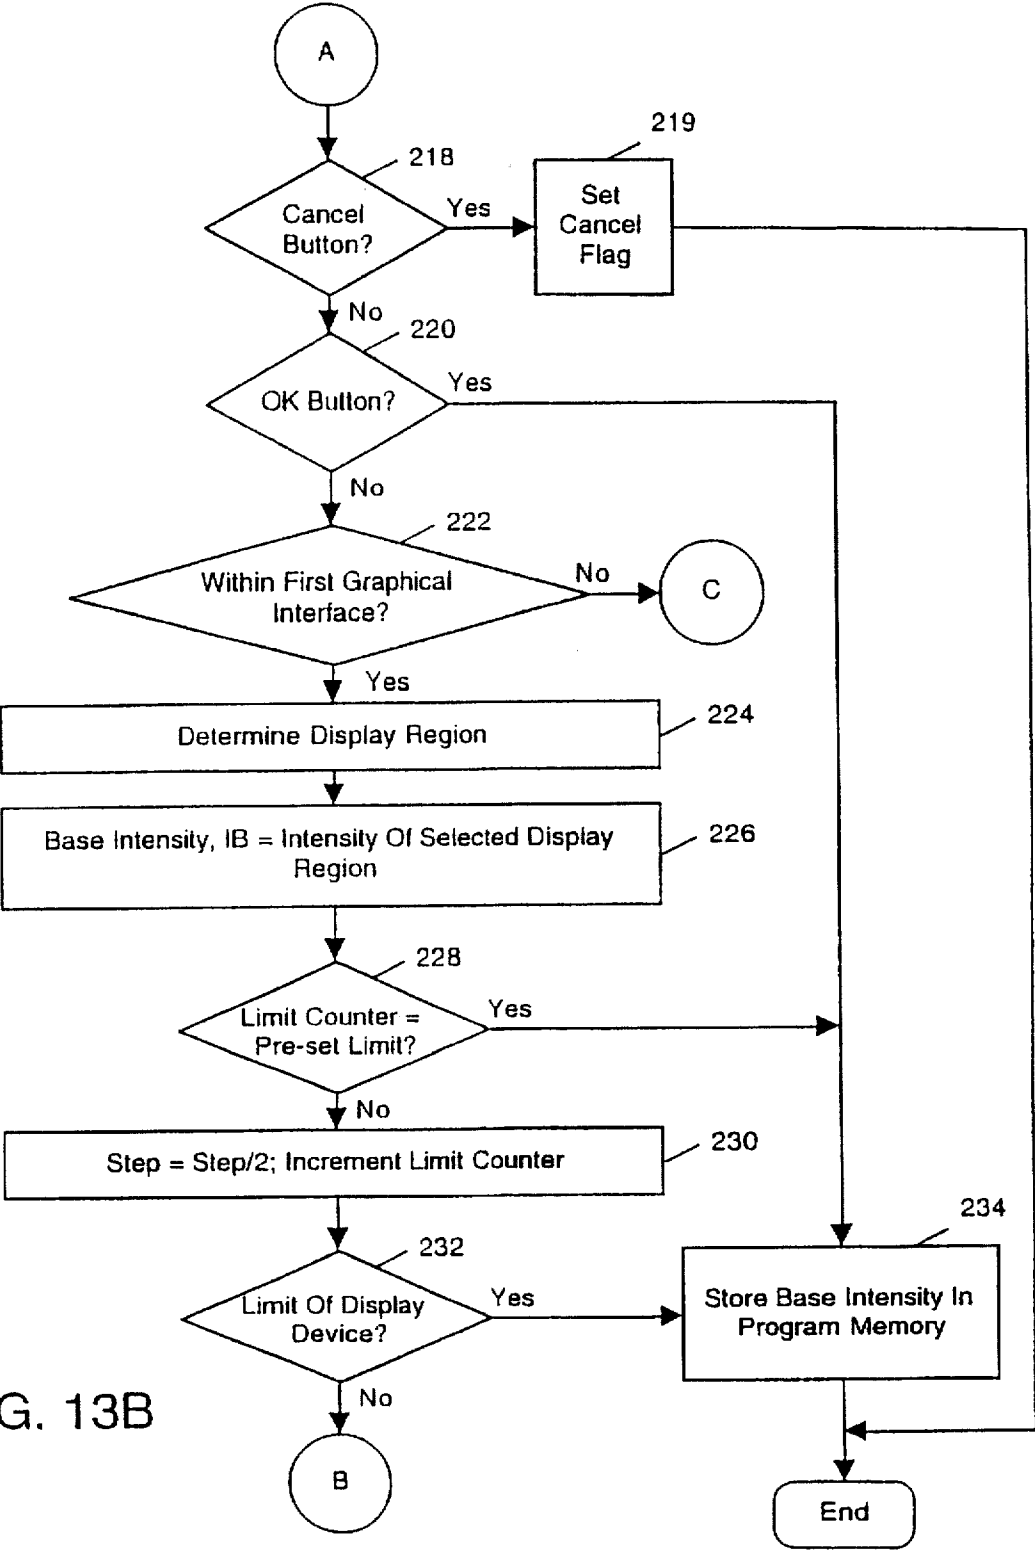 A
218
219
Cancel
Button?
Yes
Set
Cancel
Flag
No
220
OK Button?
Yes
No
222
Within First Graphical
Interface?
No
C
Yes
Determine Display Region
224
Base Intensity, IB = Intensity Of Selected Display
Region
226
228
Limit Counter =
Pre-set Limit?
Yes
No
Step = Step/2; Increment Limit Counter
230
232
234
Limit Of Display
Device?
Yes
Store Base Intensity In
Program Memory
No
G. 13B
B
End